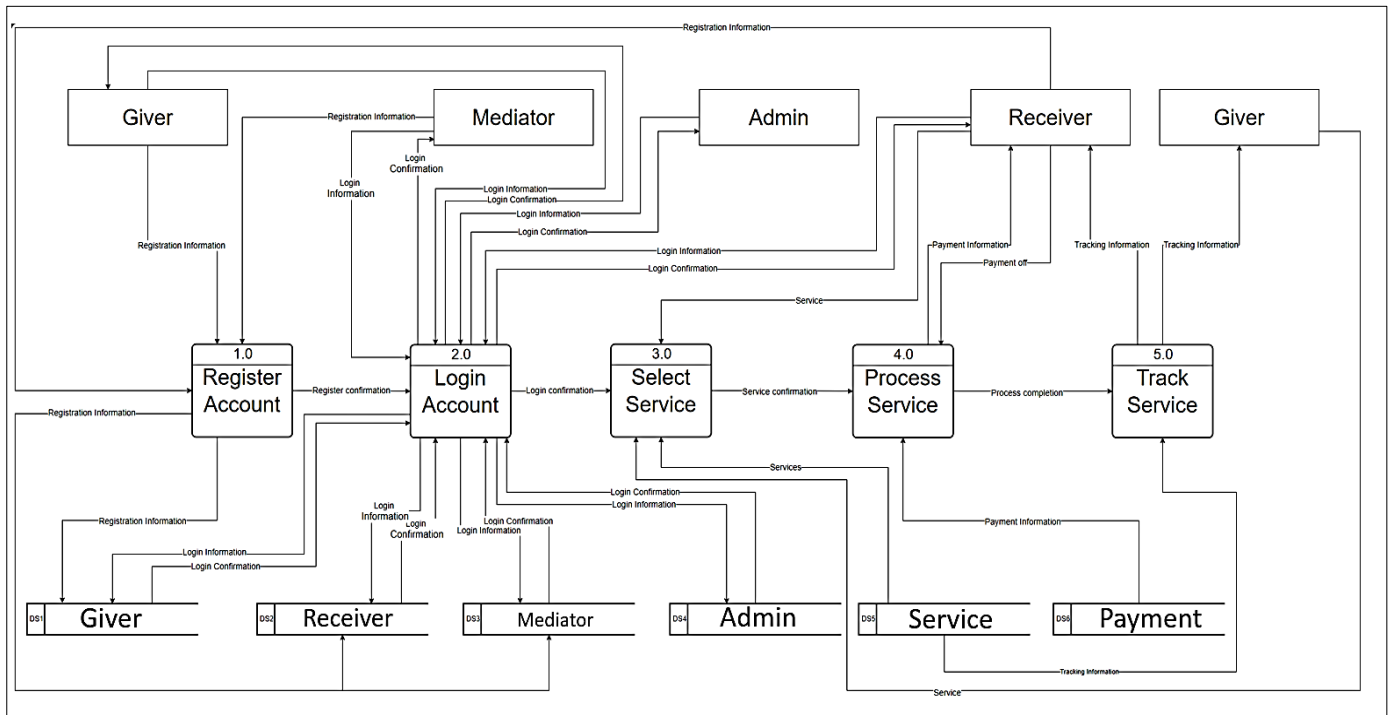 Registration Information
Giver
Mediator
Admin
Receiver
Giver
Registration Information
Login
Confirmation
Login
Information
Login Information
Login Confirmation
Login Information
Login Confirmation
Registration Information
Login Information
Login Confirmation
Payment Information
Payment off
Tracking Information
Tracking Information
Service
1.0
Register
Account
2.0
Login
Account
3.0
Select
Service
4.0
Process
Service
5.0
Track
Service
Register confirmation
Login confirmation
Service confirmation
Process completion
Registration Information
Services
Login Confirmation
Login Information
Login
Information
Login
Confirmation
Login Confirmation
Login Information
Registration Information
Payment Information
Login Information
Login Confirmation
DS1
Giver
DS2
Receiver
DS3
Mediator
DS4
Admin
DS5
Service
DS6
Payment
Tracking Information
Service